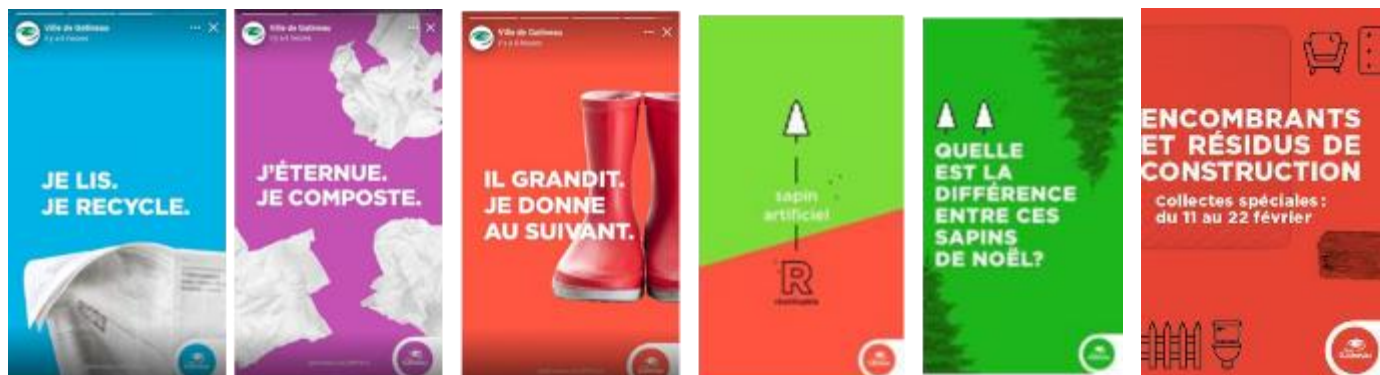 Ville de Gatineau
JE LIS.
JE RECYCLE.
Ville de Gatineau
J'ÉTERNUE.
JE COMPOSTE.
Ville de Gatineau
IL GRANDIT.
JE DONNE
AU SUIVANT.
sapin
artificiel
R
QUELLE
EST LA
DIFFÉRENCE
ENTRE CES
SAPINS
DE NOËL?
ENCOMBRANTS
ET RÉSIDUS DE
CONSTRUCTION
Collectes spéciales :
du 11 au 22 février